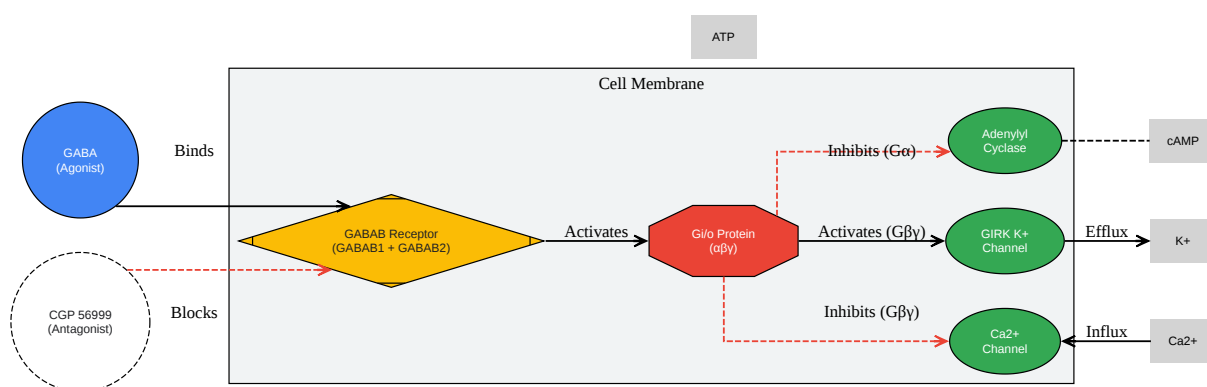 ATP
Cell Membrane
GABA
(Agonist)
Binds
Adenylyl
Cyclase
cAMP
Inhibits (Gα)
GABAB Receptor
(GABAB1 + GABAB2)
Activates
Gi/o Protein
(αβγ)
Activates (Gβγ)
GIRK K+
Channel
Efflux
K+
CGP 56999
(Antagonist)
Blocks
Inhibits (Gβγ)
Ca2+
Channel
Influx
Ca2+